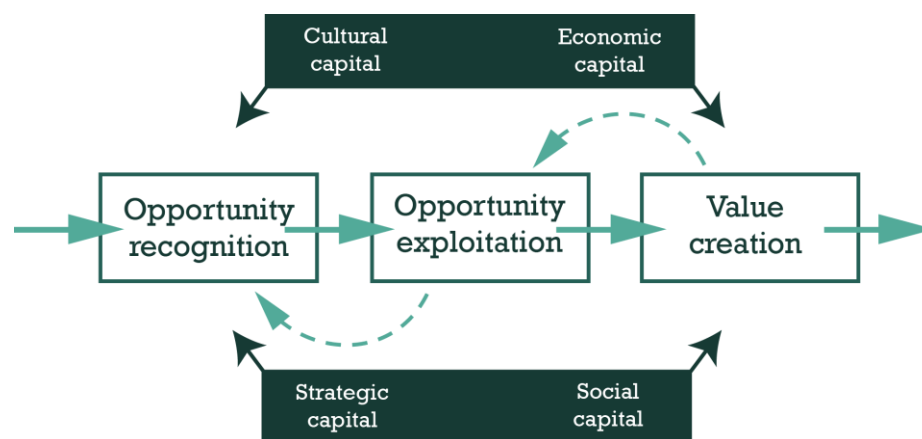 Cultural
capital
Economic
capital
Opportunity
recognition
Opportunity
exploitation
Value
creation
Strategic
capital
Social
capital